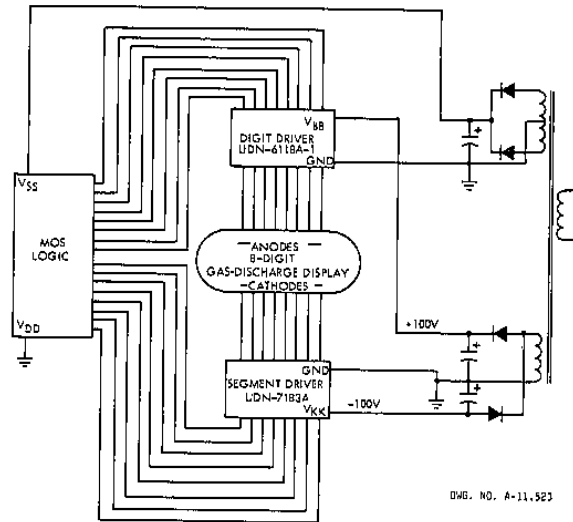 VSS
MOS
LOGIC
VDD
VBB
DIGIT DRIVER
UDN-6118A-1
GND
ANODES
8-DIGIT
GAS-DISCHARGE DISPLAY
CATHODES
GND
SEGMENT DRIVER
UDN-7183A
VKK
+100V
-100V
+
+
+
DWG. NO. A-11,523